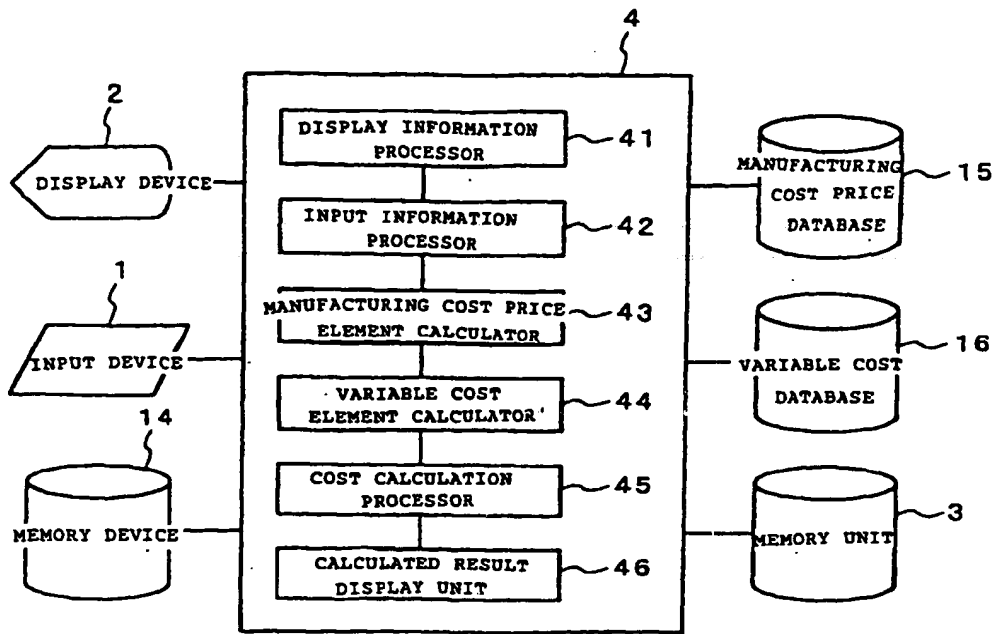 4
2
DISPLAY DEVICE
1
INPUT DEVICE
14
MEMORY DEVICE
DISPLAY INFORMATION
PROCESSOR
41
INPUT INFORMATION
PROCESSOR
42
MANUFACTURING COST PRICE
ELEMENT CALCULATOR
43
VARIABLE COST
ELEMENT CALCULATOR
44
COST CALCULATION
PROCESSOR
45
CALCULATED RESULT
DISPLAY UNIT
46
MANUFACTURING
COST PRICE
DATABASE
15
VARIABLE COST
DATABASE
16
MEMORY UNIT
3